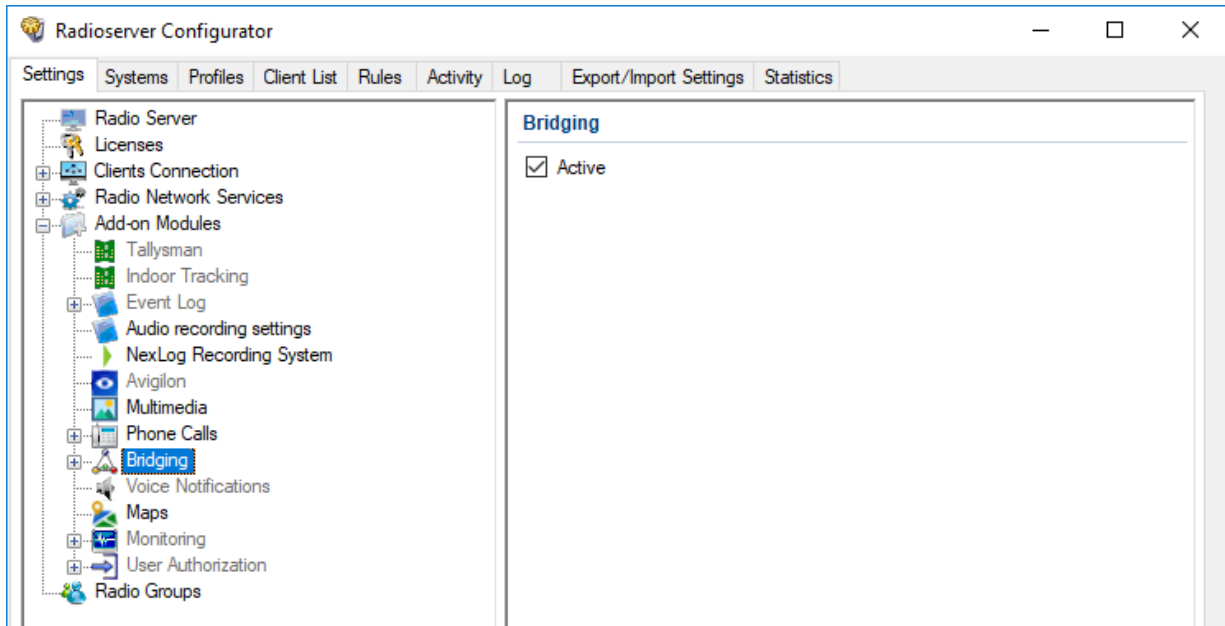 Radioserver Configurator
Settings Systems Profiles Client List Rules Activity Log Export/Import Settings Statistics
Radio Server
Licenses
Clients Connection
Radio Network Services
Add-on Modules
Tallysman
Indoor Tracking
Event Log
Audio recording settings
NexLog Recording System
Avigilon
Multimedia
Phone Calls
Bridging
Voice Notifications
Maps
Monitoring
User Authorization
Radio Groups
Bridging
Active